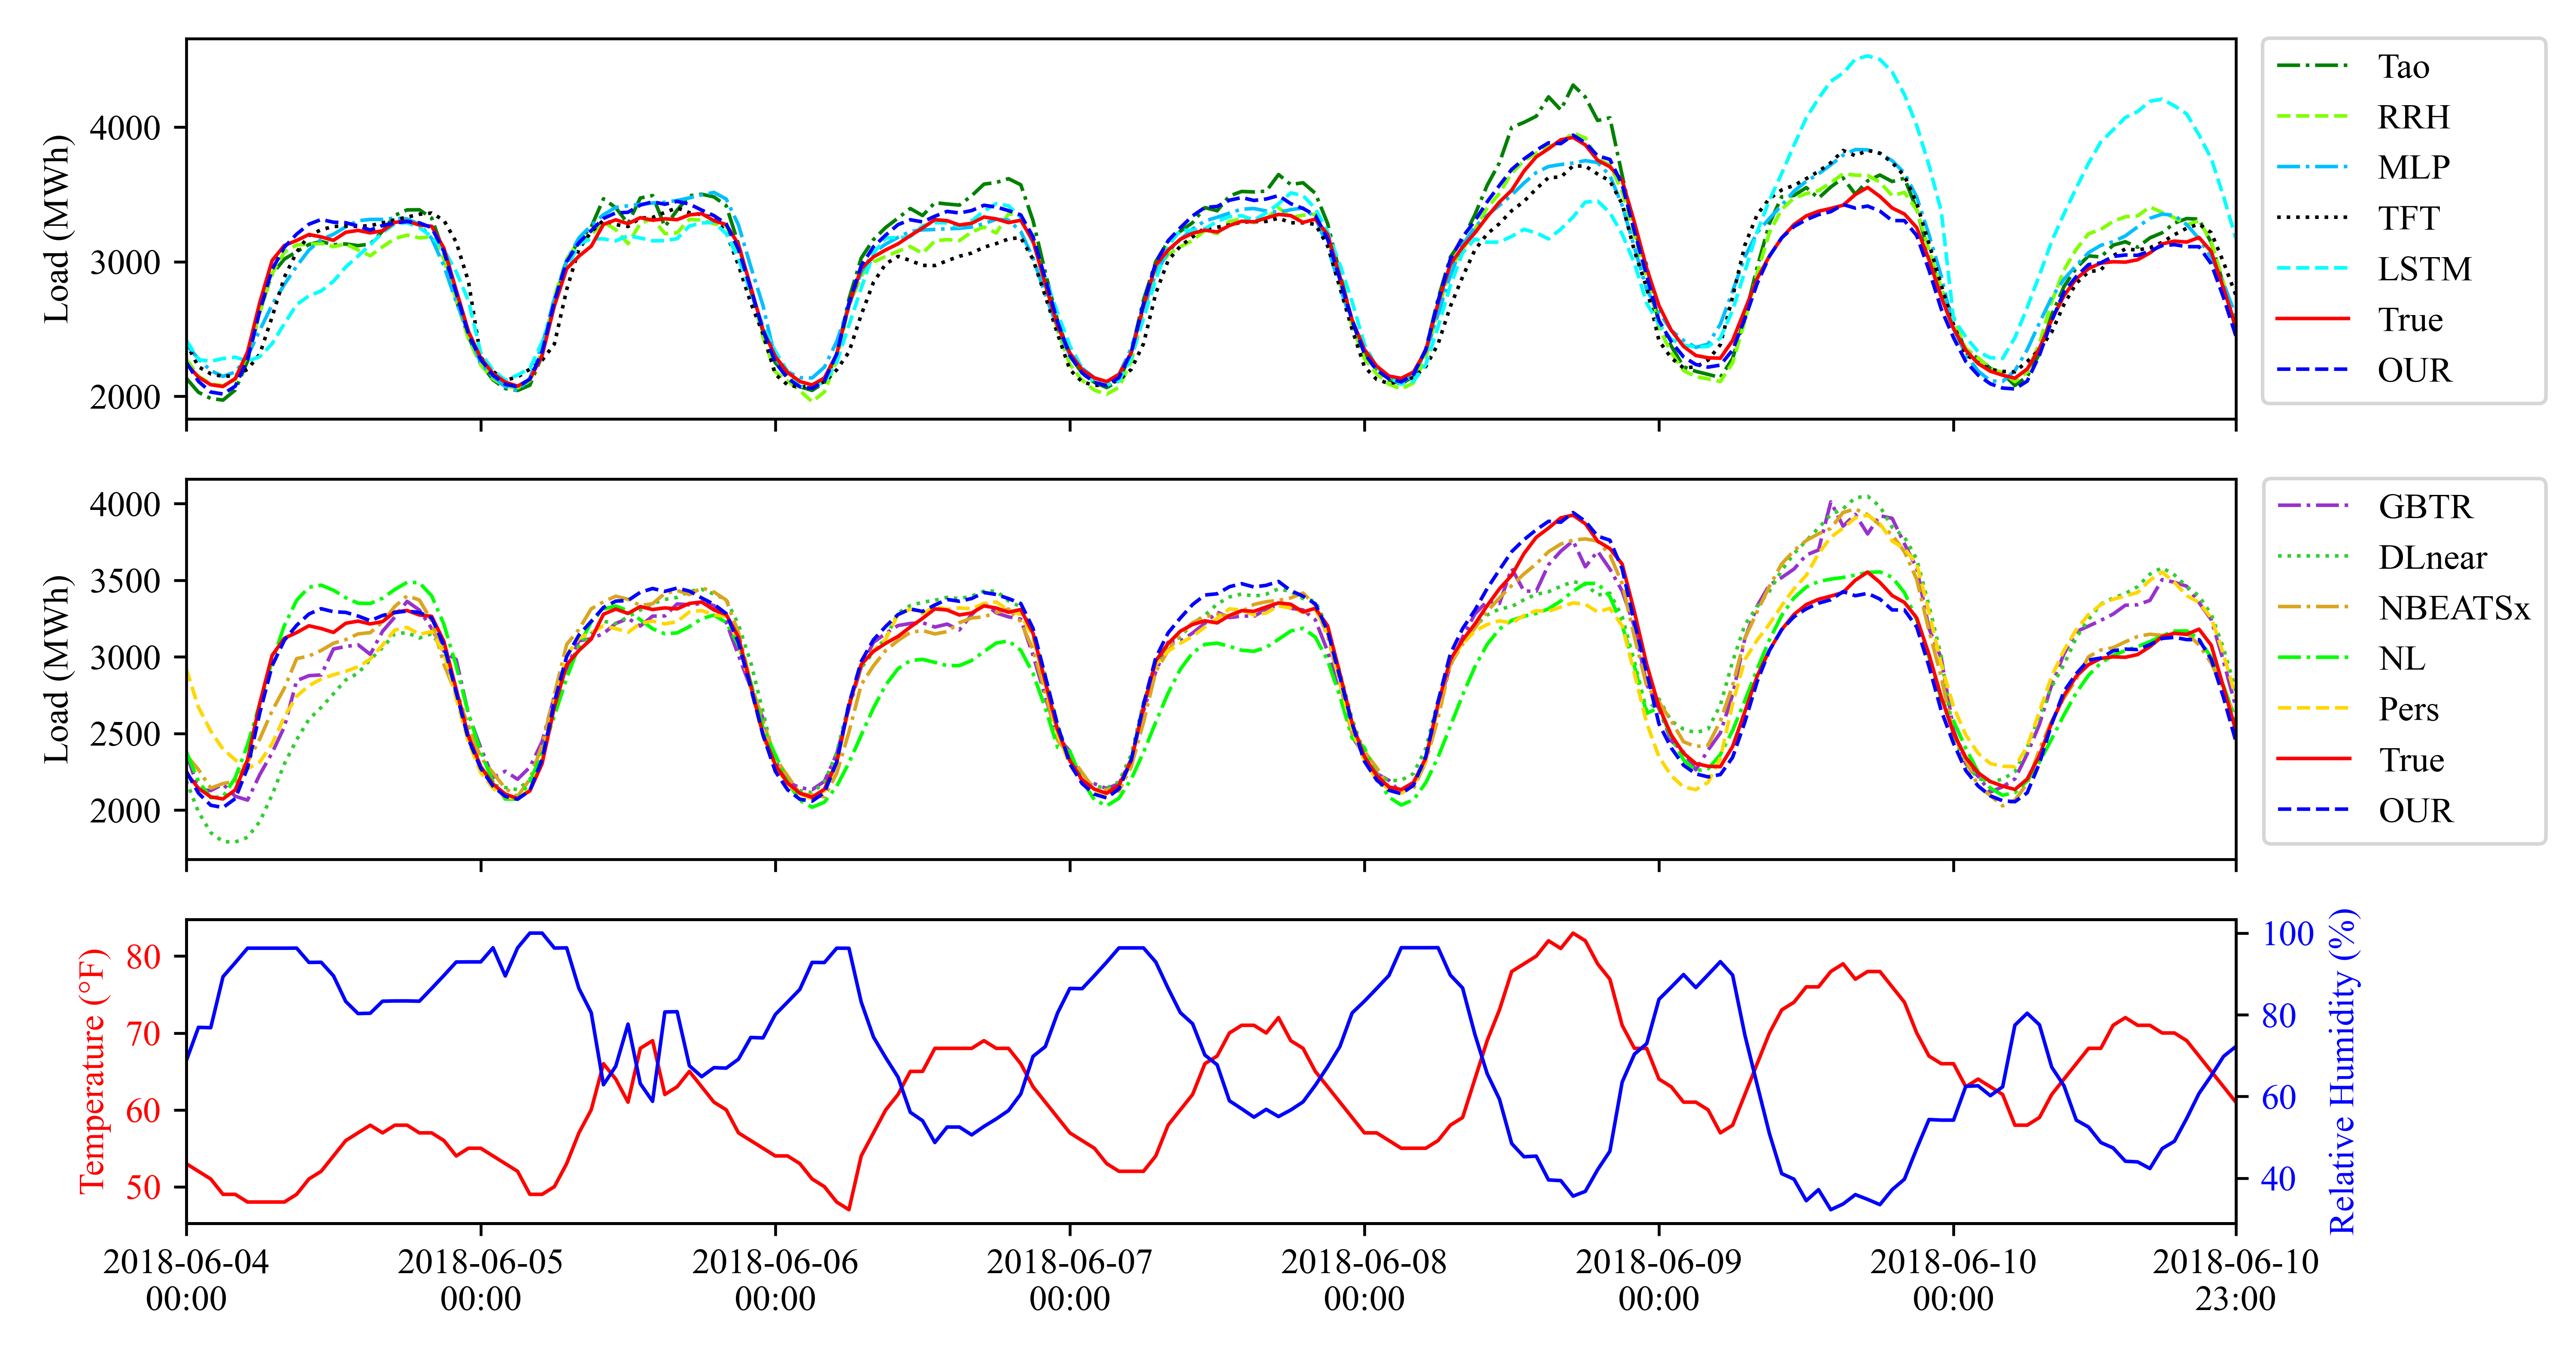 Load (MWh)
4000
3000
2000
Tao
RRH
MLP
TFT
LSTM
True
OUR
Load (MWh)
4000
3500
3000
2500
2000
GBTR
DLnear
NBEATSx
NL
Pers
True
OUR
Temperature (°F)
80
70
60
50
100
80
60
40
Relative Humidity (%)
2018-06-04 2018-06-05 2018-06-06 2018-06-07 2018-06-08 2018-06-09 2018-06-10 2018-06-10
00:00 00:00 00:00 00:00 00:00 00:00 00:00 23:00